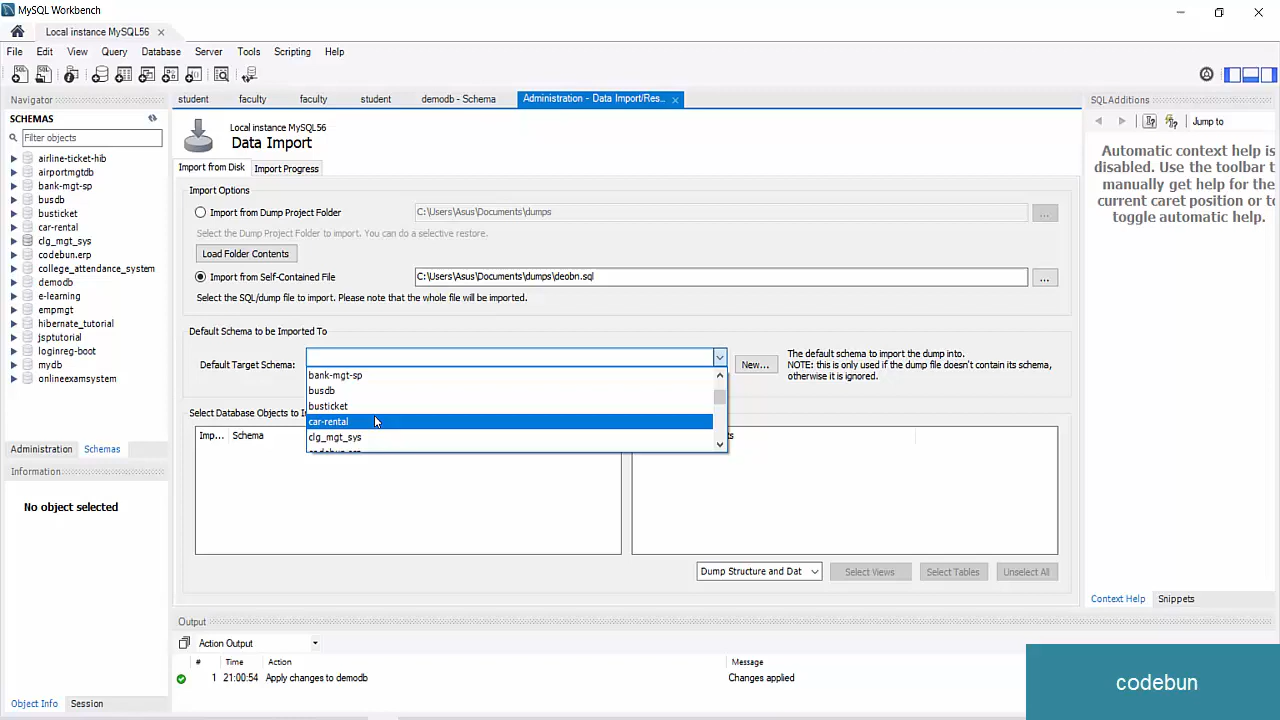 MySQL Workbench
Local instance MySQL56
File Edit View Query Database Server Tools Scripting Help
Navigator
SCHEMAS
Filter objects
airline-ticket-hib
airportmgtdb
bank-mgt-sp
busdb
busticket
car-rental
clg_mgt_sys
codebun.erp
college_attendance_system
demodb
e-learning
empmgt
hibernate_tutorial
jsptutorial
loginreg-boot
mydb
onlineexamsystem
Administration Schemas
Information
No object selected
Object Info Session
student faculty faculty student demodb - Schema Administration - Data Import/Res...
Local instance MySQL56
Data Import
Import from Disk Import Progress
Import Options
Import from Dump Project Folder C:\Users\Asus\Documents\dumps ...
Select the Dump Project Folder to import. You can do a selective restore.
Load Folder Contents
Import from Self-Contained File C:\Users\Asus\Documents\dumps\deobn.sql ...
Select the SQL/dump file to import. Please note that the whole file will be imported.
Default Schema to be Imported To
Default Target Schema: New...
The default schema to import the dump into.
NOTE: this is only used if the dump file doesn't contain its schema,
otherwise it is ignored.
bank-mgt-sp
busdb
busticket
car-rental
clg_mgt_sys
Select Database Objects to I
Imp... Schema
Dump Structure and Dat Select Views Select Tables Unselect All
Output
Action Output
# Time Action Message
1 21:00:54 Apply changes to demodb Changes applied
SQLAdditions
Jump to
Automatic context help is
disabled. Use the toolbar t
manually get help for the
current caret position or to
toggle automatic help.
Context Help Snippets
codebun